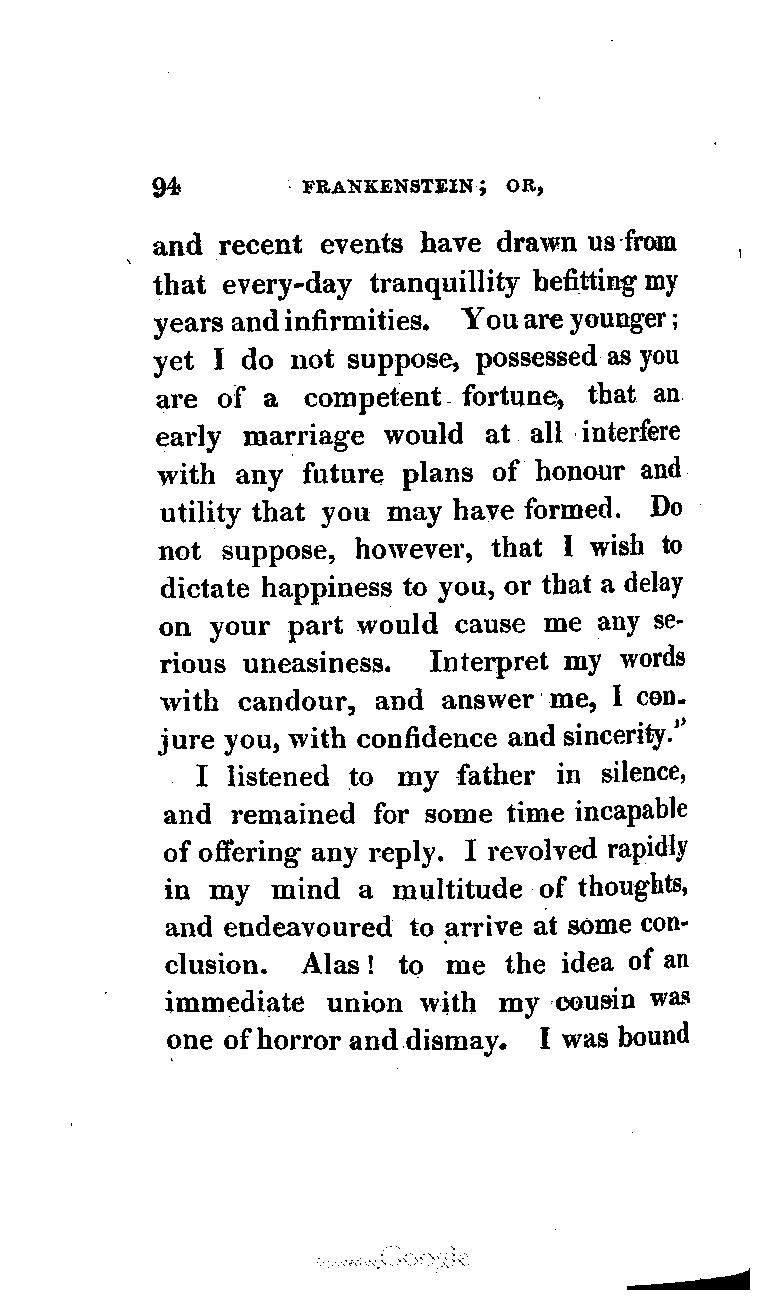 94 FRANKENSTEIN; OR,
and recent events have drawn us from
that every-day tranquillity befitting my
years and infirmities. You are younger;
yet I do not suppose, possessed as you
are of a competent fortune, that an
early marriage would at all interfere
with any future plans of honour and
utility that you may have formed. Do
not suppose, however, that I wish to
dictate happiness to you, or that a delay
on your part would cause me any se-
rious uneasiness. Interpret my words
with candour, and answer me, I con-
jure you, with confidence and sincerity."
I listened to my father in silence,
and remained for some time incapable
of offering any reply. I revolved rapidly
in my mind a multitude of thoughts,
and endeavoured to arrive at some con-
clusion. Alas! to me the idea of an
immediate union with my cousin was
one of horror and dismay. I was bound
Google